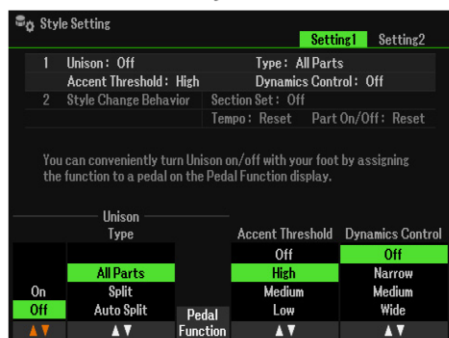 Style Setting
Setting1 Setting2
1 Unison: Off Type: All Parts
Accent Threshold: High Dynamics Control: Off
2 Style Change Behavior Section Set: Off
Tempo: Reset Part On/Off: Reset
You can conveniently turn Unison on/off with your foot by assigning
the function to a pedal on the Pedal Function display.
Unison
Type Accent Threshold Dynamics Control
Off Off
All Parts High Narrow
On Split Medium Medium
Off Auto Split Low Wide
Pedal
Function